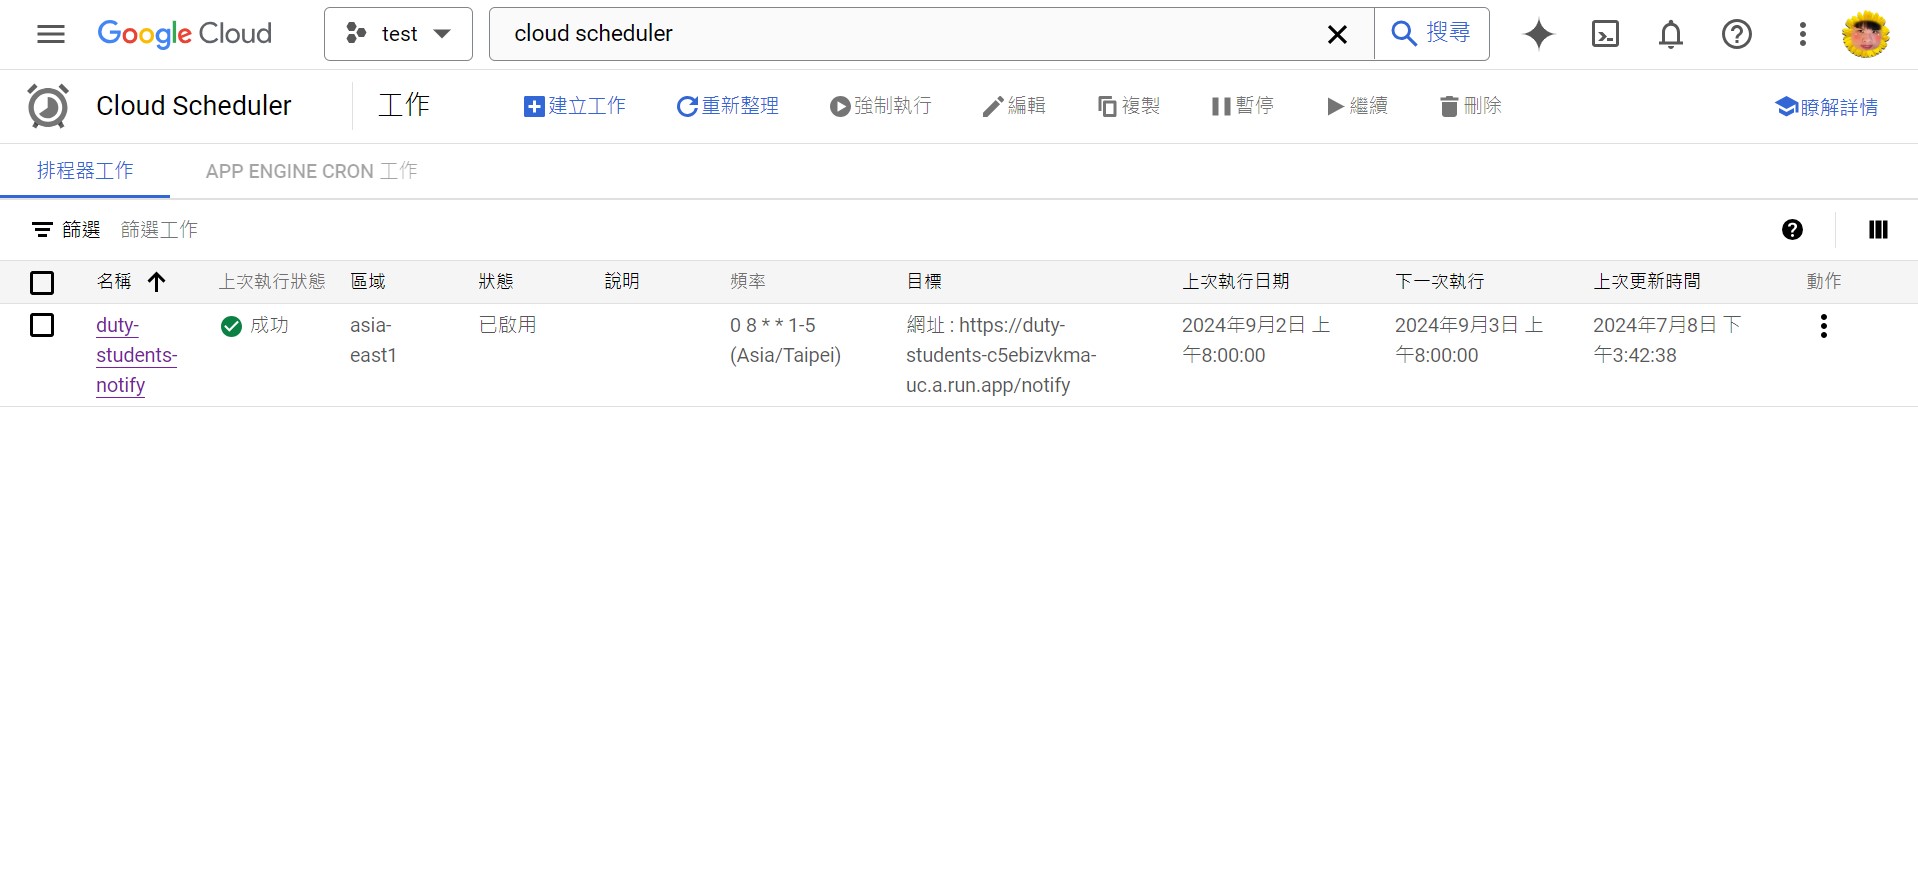 Google Cloud
test
cloud scheduler
搜尋
Cloud Scheduler
工作
建立工作
重新整理
強制執行
編輯
複製
暫停
繼續
刪除
瞭解詳情
排程器工作
APP ENGINE CRON 工作
篩選
篩選工作
名稱
上次執行狀態
區域
狀態
說明
頻率
目標
上次執行日期
下一次執行
上次更新時間
動作
duty-
students-
notify
成功
asia-
east1
已啟用
0 8 * * 1-5
(Asia/Taipei)
網址 : https://duty-
students-c5ebizvkma-
uc.a.run.app/notify
2024年9月2日 上
午8:00:00
2024年9月3日 上
午8:00:00
2024年7月8日 下
午3:42:38